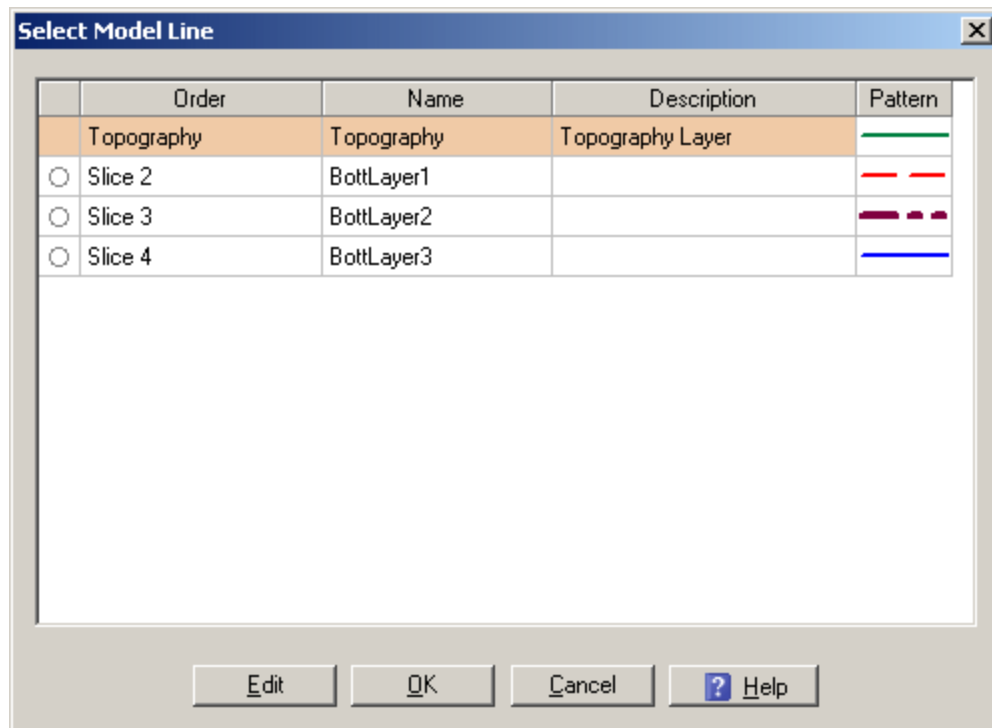 Select Model Line
Order Name Description Pattern
Topography Topography Topography Layer
Slice 2 BottLayer1
Slice 3 BottLayer2
Slice 4 BottLayer3
Edit OK Cancel ? Help